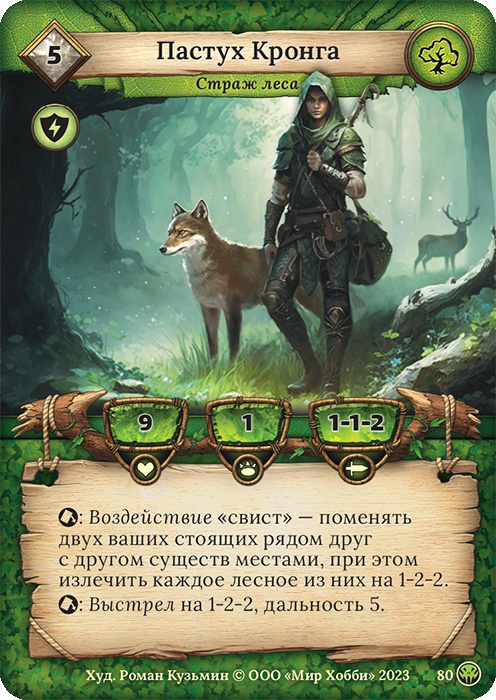 5
Пастух Кронга
Страж леса
9
1
1-1-2
: Воздействие «свист» — поменять
двух ваших стоящих рядом друг
с другом существ местами, при этом
излечить каждое лесное из них на 1-2-2.
: Выстрел на 1-2-2, дальность 5.
Худ. Роман Кузьмин © ООО «Мир Хобби» 2023
80